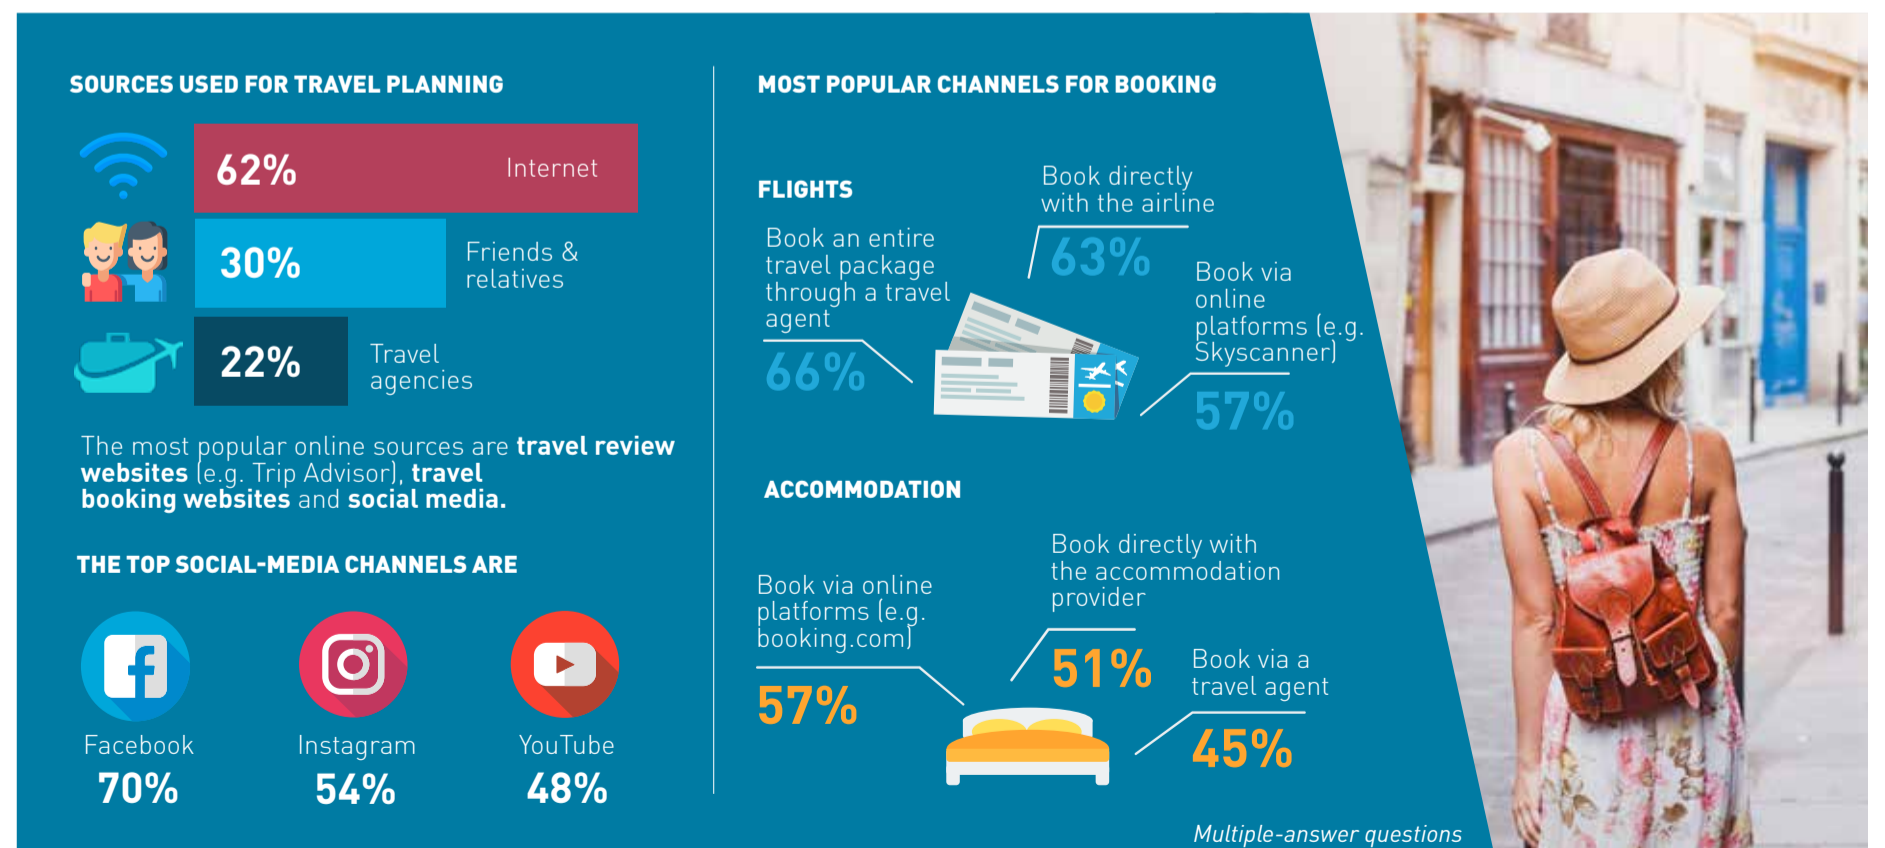 SOURCES USED FOR TRAVEL PLANNING
62%
Internet
30%
Friends &
relatives
22%
Travel
agencies
The most popular online sources are travel review
websites (e.g. Trip Advisor), travel
booking websites and social media.
THE TOP SOCIAL-MEDIA CHANNELS ARE
Facebook
70%
Instagram
54%
YouTube
48%
MOST POPULAR CHANNELS FOR BOOKING
FLIGHTS
Book an entire
travel package
through a travel
agent
66%
Book directly
with the airline
63%
Book via
online
platforms (e.g.
Skyscanner)
57%
ACCOMMODATION
Book via online
platforms (e.g.
booking.com)
57%
Book directly with
the accommodation
provider
51%
Book via a
travel agent
45%
Multiple-answer questions